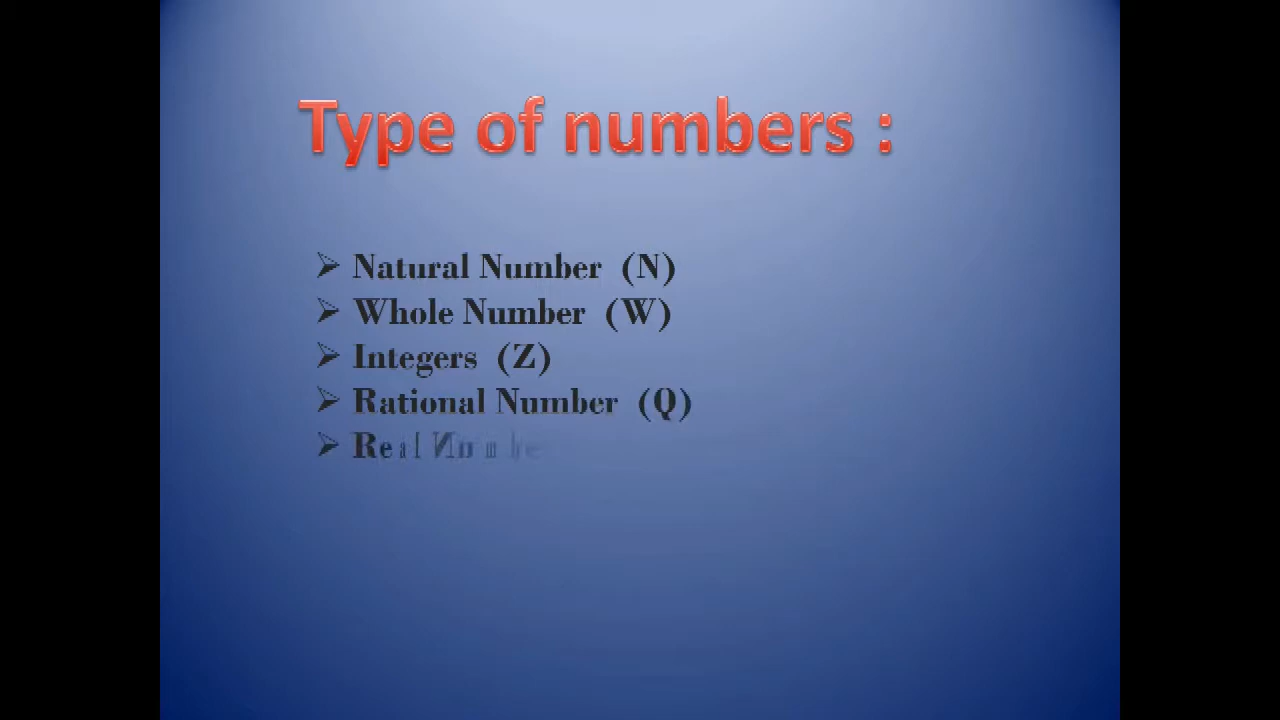 Type of numbers :
➢ Natural Number (N)
➢ Whole Number (W)
➢ Integers (Z)
➢ Rational Number (Q)
➢ Real